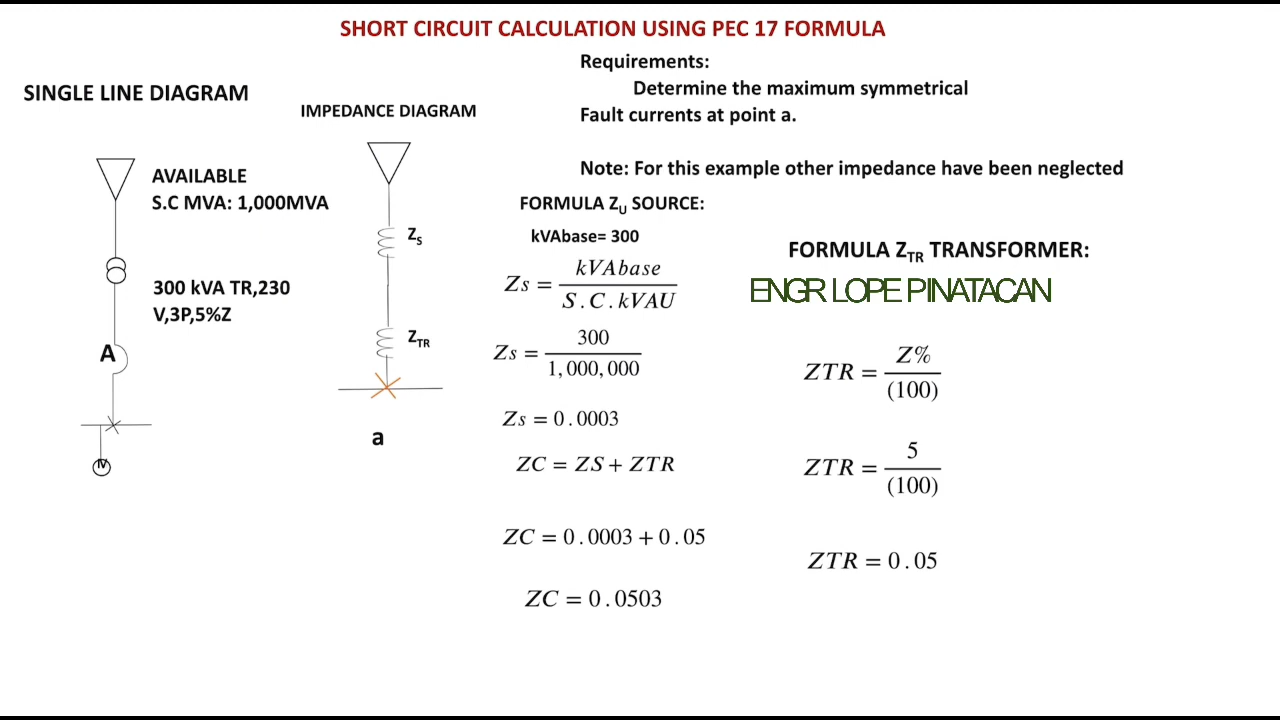 SHORT CIRCUIT CALCULATION USING PEC 17 FORMULA
Requirements:
Determine the maximum symmetrical
Fault currents at point a.
Note: For this example other impedance have been neglected
SINGLE LINE DIAGRAM
AVAILABLE
S.C MVA: 1,000MVA
300 kVA TR,230
V,3P,5%Z
A
IMPEDANCE DIAGRAM
Z_S
Z_TR
a
FORMULA Z_U SOURCE:
kVAbase= 300
Zs = kVAbase / S.C.kVAU
Zs = 300 / 1,000,000
Zs = 0.0003
ZC = ZS + ZTR
ZC = 0.0003 + 0.05
ZC = 0.0503
FORMULA Z_TR TRANSFORMER:
ENGR LOPE PINATACAN
ZTR = Z% / (100)
ZTR = 5 / (100)
ZTR = 0.05